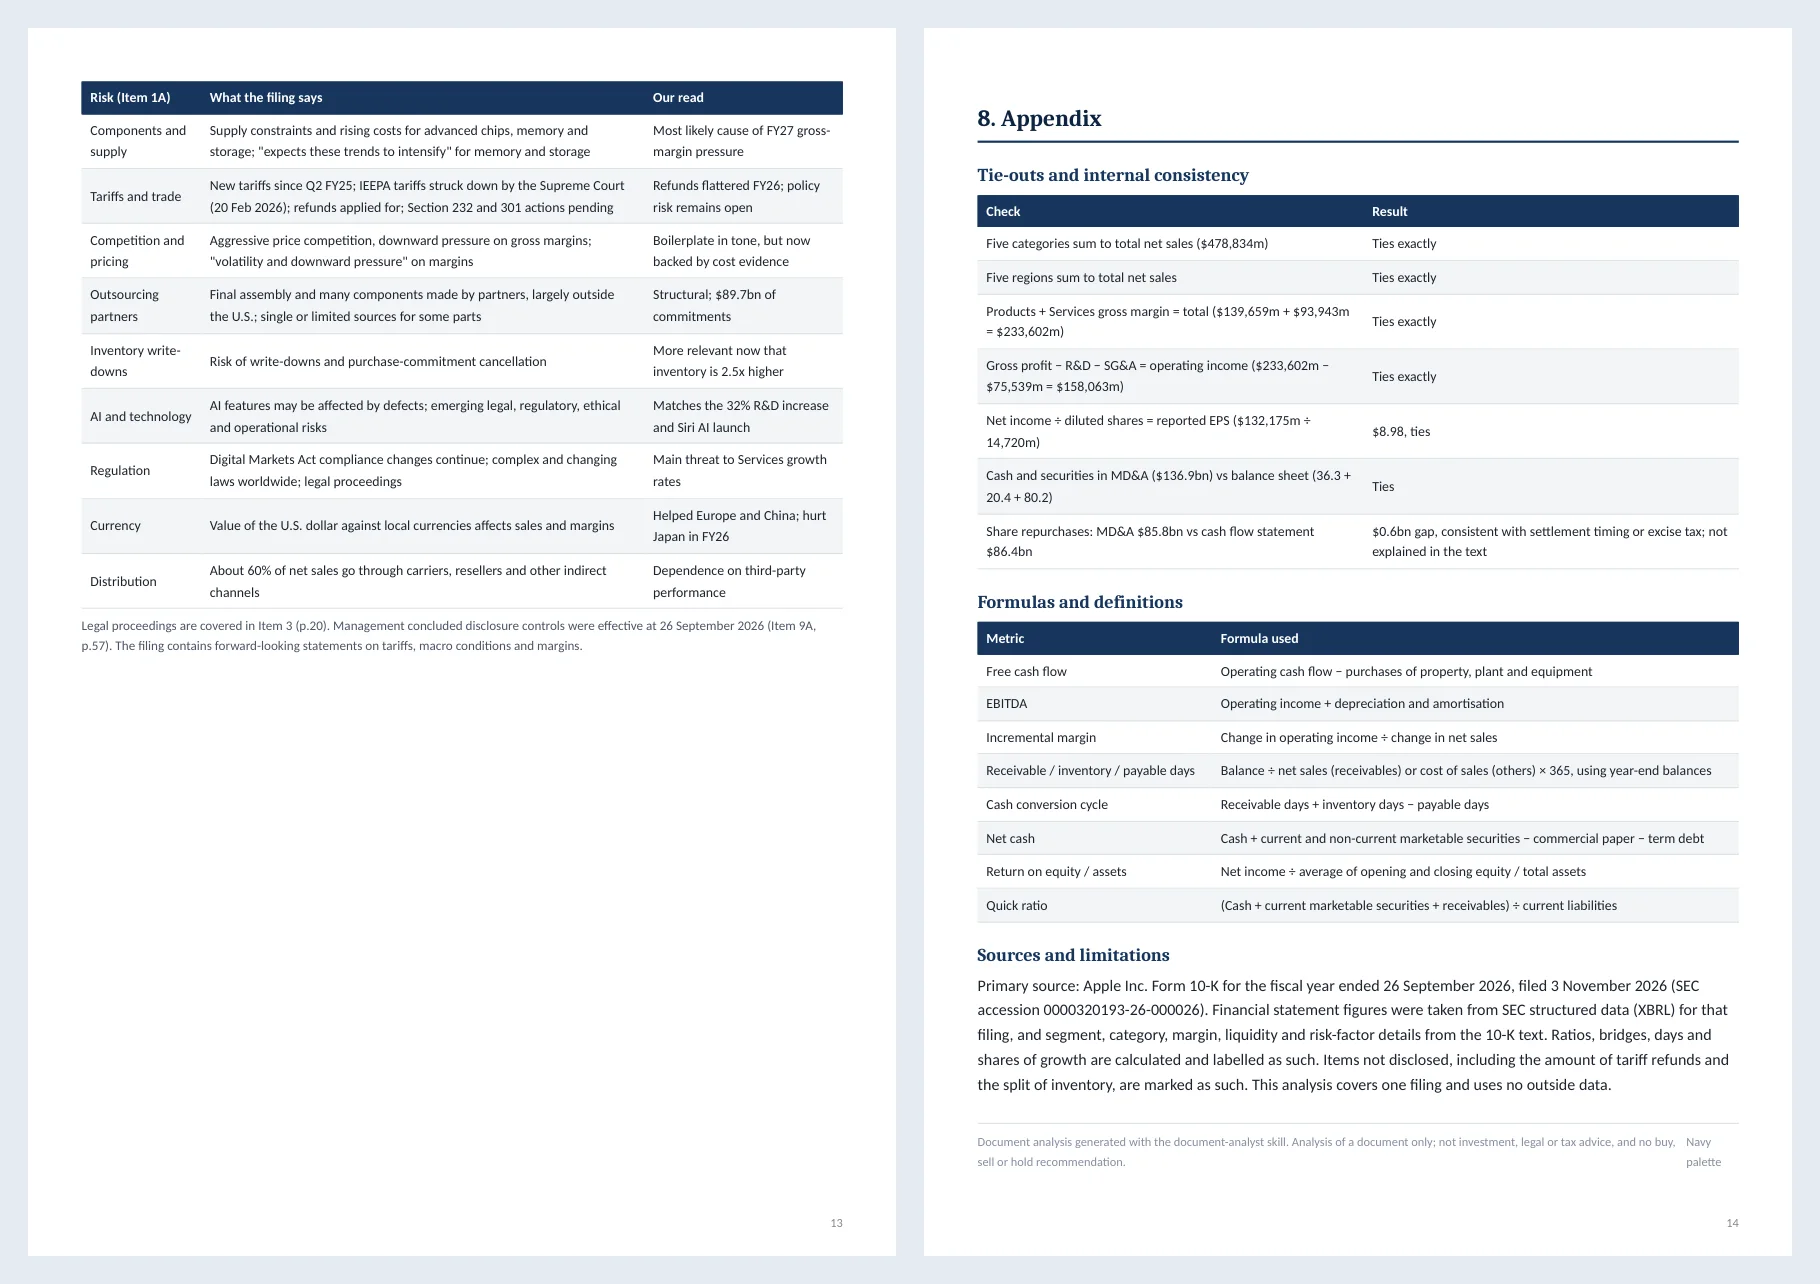 Risk (Item 1A) What the filing says Our read
Components and supply Supply constraints and rising costs for advanced chips, memory and storage; "expects these trends to intensify" for memory and storage Most likely cause of FY27 gross-margin pressure
Tariffs and trade New tariffs since Q2 FY25; IEEPA tariffs struck down by the Supreme Court (20 Feb 2026); refunds applied for; Section 232 and 301 actions pending Refunds flattered FY26; policy risk remains open
Competition and pricing Aggressive price competition, downward pressure on gross margins; "volatility and downward pressure" on margins Boilerplate in tone, but now backed by cost evidence
Outsourcing partners Final assembly and many components made by partners, largely outside the U.S.; single or limited sources for some parts Structural; $89.7bn of commitments
Inventory write-downs Risk of write-downs and purchase-commitment cancellation More relevant now that inventory is 2.5x higher
AI and technology AI features may be affected by defects; emerging legal, regulatory, ethical and operational risks Matches the 32% R&D increase and Siri AI launch
Regulation Digital Markets Act compliance changes continue; complex and changing laws worldwide; legal proceedings Main threat to Services growth rates
Currency Value of the U.S. dollar against local currencies affects sales and margins Helped Europe and China; hurt Japan in FY26
Distribution About 60% of net sales go through carriers, resellers and other indirect channels Dependence on third-party performance
Legal proceedings are covered in Item 3 (p.20). Management concluded disclosure controls were effective at 26 September 2026 (Item 9A,
p.57). The filing contains forward-looking statements on tariffs, macro conditions and margins.
13
8. Appendix
Tie-outs and internal consistency
Check Result
Five categories sum to total net sales ($478,834m) Ties exactly
Five regions sum to total net sales Ties exactly
Products + Services gross margin = total ($139,659m + $93,943m = $233,602m) Ties exactly
Gross profit − R&D − SG&A = operating income ($233,602m − $75,539m = $158,063m) Ties exactly
Net income ÷ diluted shares = reported EPS ($132,175m ÷ 14,720m) $8.98, ties
Cash and securities in MD&A ($136.9bn) vs balance sheet (36.3 + 20.4 + 80.2) Ties
Share repurchases: MD&A $85.8bn vs cash flow statement $86.4bn $0.6bn gap, consistent with settlement timing or excise tax; not explained in the text
Formulas and definitions
Metric Formula used
Free cash flow Operating cash flow − purchases of property, plant and equipment
EBITDA Operating income + depreciation and amortisation
Incremental margin Change in operating income ÷ change in net sales
Receivable / inventory / payable days Balance ÷ net sales (receivables) or cost of sales (others) × 365, using year-end balances
Cash conversion cycle Receivable days + inventory days − payable days
Net cash Cash + current and non-current marketable securities − commercial paper − term debt
Return on equity / assets Net income ÷ average of opening and closing equity / total assets
Quick ratio (Cash + current marketable securities + receivables) ÷ current liabilities
Sources and limitations
Primary source: Apple Inc. Form 10-K for the fiscal year ended 26 September 2026, filed 3 November 2026 (SEC
accession 0000320193-26-000026). Financial statement figures were taken from SEC structured data (XBRL) for that
filing, and segment, category, margin, liquidity and risk-factor details from the 10-K text. Ratios, bridges, days and
shares of growth are calculated and labelled as such. Items not disclosed, including the amount of tariff refunds and
the split of inventory, are marked as such. This analysis covers one filing and uses no outside data.
Document analysis generated with the document-analyst skill. Analysis of a document only; not investment, legal or tax advice, and no buy,
sell or hold recommendation.
Navy
palette
14